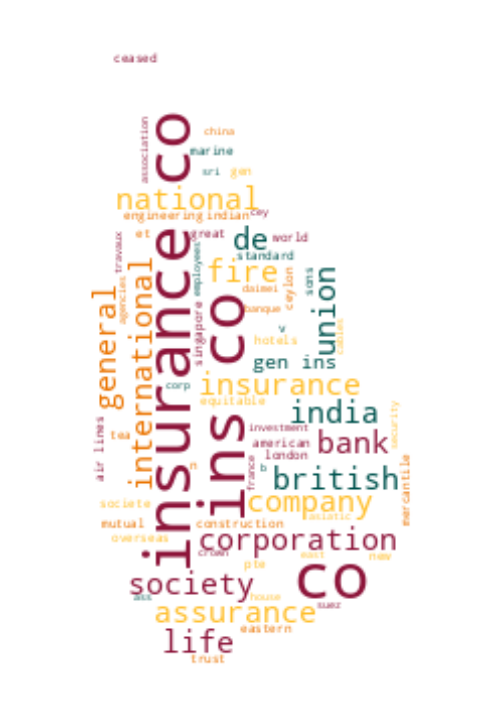 ceased
association
insurance co
china
marine
sri
gen
national
cey
engineering
indian
et
great
de
world
travaux
employees
standard
fire
daimei
ceylon
sons
union
agencies
general
international
singapore
ins co
banque
v
cables
hotels
gen ins
corp
insurance
equitable
india
security
air lines
tea
investment
american
bank
london
france
b
n
british
mercantile
societe
company
asiatic
mutual
construction
overseas
corporation
crown
east
new
pte
society
co
ass
house
suez
assurance
eastern
life
trust